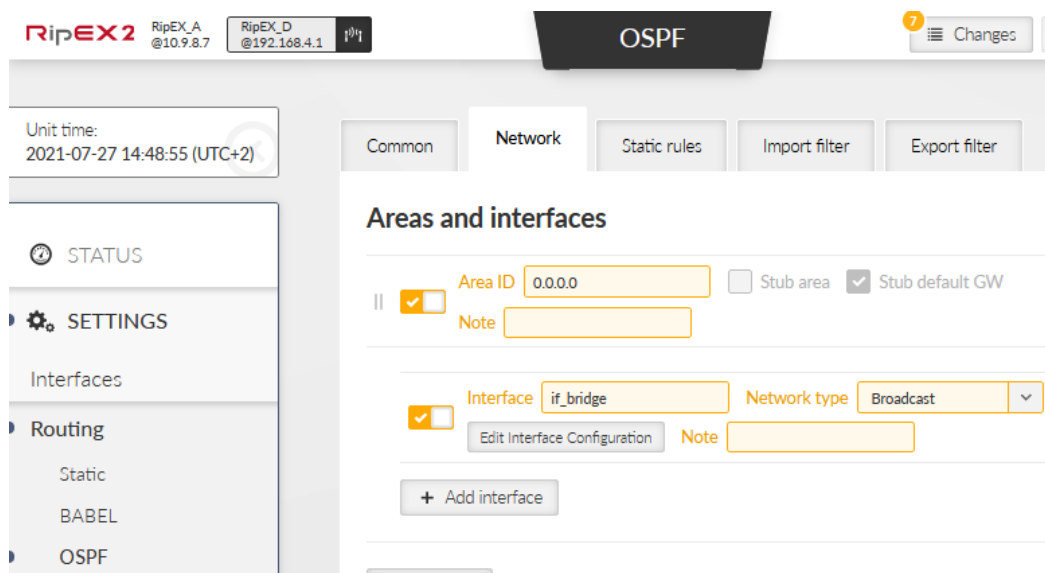 RipEX2
RipEX_A
@10.9.8.7
RipEX_D
@192.168.4.1
OSPF
7
Changes
Unit time:
2021-07-27 14:48:55 (UTC+2)
Common
Network
Static rules
Import filter
Export filter
Areas and interfaces
STATUS
SETTINGS
Interfaces
Routing
Static
BABEL
OSPF
Area ID 0.0.0.0 Stub area Stub default GW
Note
Interface if_bridge Network type Broadcast
Edit Interface Configuration Note
+ Add interface